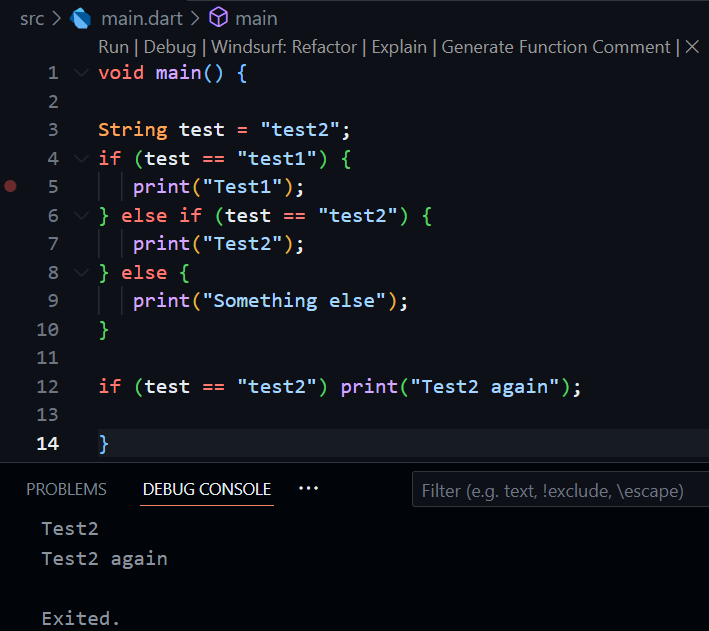 src > main.dart > main
Run | Debug | Windsurf: Refactor | Explain | Generate Function Comment | ×
1 void main() {
2
3 String test = "test2";
4 if (test == "test1") {
5 print("Test1");
6 } else if (test == "test2") {
7 print("Test2");
8 } else {
9 print("Something else");
10 }
11
12 if (test == "test2") print("Test2 again");
13
14 }
PROBLEMS DEBUG CONSOLE ··· Filter (e.g. text, !exclude, \escape)
Test2
Test2 again
Exited.